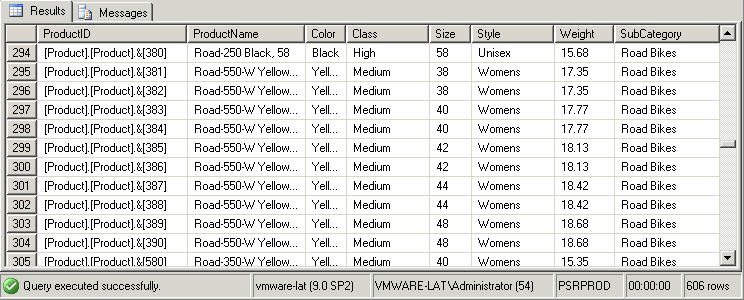 Results Messages
ProductID ProductName Color Class Size Style Weight SubCategory
294 [Product].[Product].&[380] Road-250 Black, 58 Black High 58 Unisex 15.68 Road Bikes
295 [Product].[Product].&[381] Road-550-W Yellow... Yell... Medium 38 Womens 17.35 Road Bikes
296 [Product].[Product].&[382] Road-550-W Yellow... Yell... Medium 38 Womens 17.35 Road Bikes
297 [Product].[Product].&[383] Road-550-W Yellow... Yell... Medium 40 Womens 17.77 Road Bikes
298 [Product].[Product].&[384] Road-550-W Yellow... Yell... Medium 40 Womens 17.77 Road Bikes
299 [Product].[Product].&[385] Road-550-W Yellow... Yell... Medium 42 Womens 18.13 Road Bikes
300 [Product].[Product].&[386] Road-550-W Yellow... Yell... Medium 42 Womens 18.13 Road Bikes
301 [Product].[Product].&[387] Road-550-W Yellow... Yell... Medium 44 Womens 18.42 Road Bikes
302 [Product].[Product].&[388] Road-550-W Yellow... Yell... Medium 44 Womens 18.42 Road Bikes
303 [Product].[Product].&[389] Road-550-W Yellow... Yell... Medium 48 Womens 18.68 Road Bikes
304 [Product].[Product].&[390] Road-550-W Yellow... Yell... Medium 48 Womens 18.68 Road Bikes
305 [Product].[Product].&[580] Road-350-W Yellow... Yell... Medium 40 Womens 15.35 Road Bikes
Query executed successfully. vmware-lat (9.0 SP2) VMWARE-LAT\Administrator (54) PSRPROD 00:00:00 606 rows